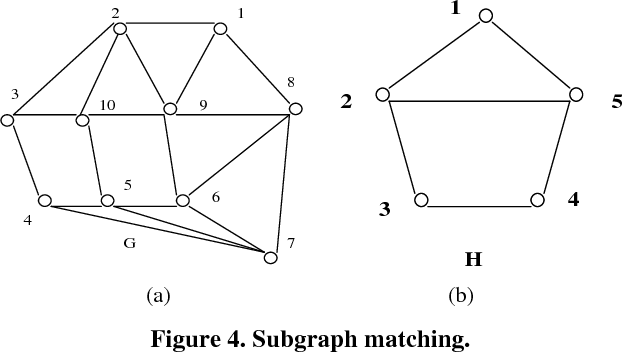 2 1 1
8
3 10 9 2 5
5 6
4 3 4
G 7
H
(a) (b)
Figure 4. Subgraph matching.